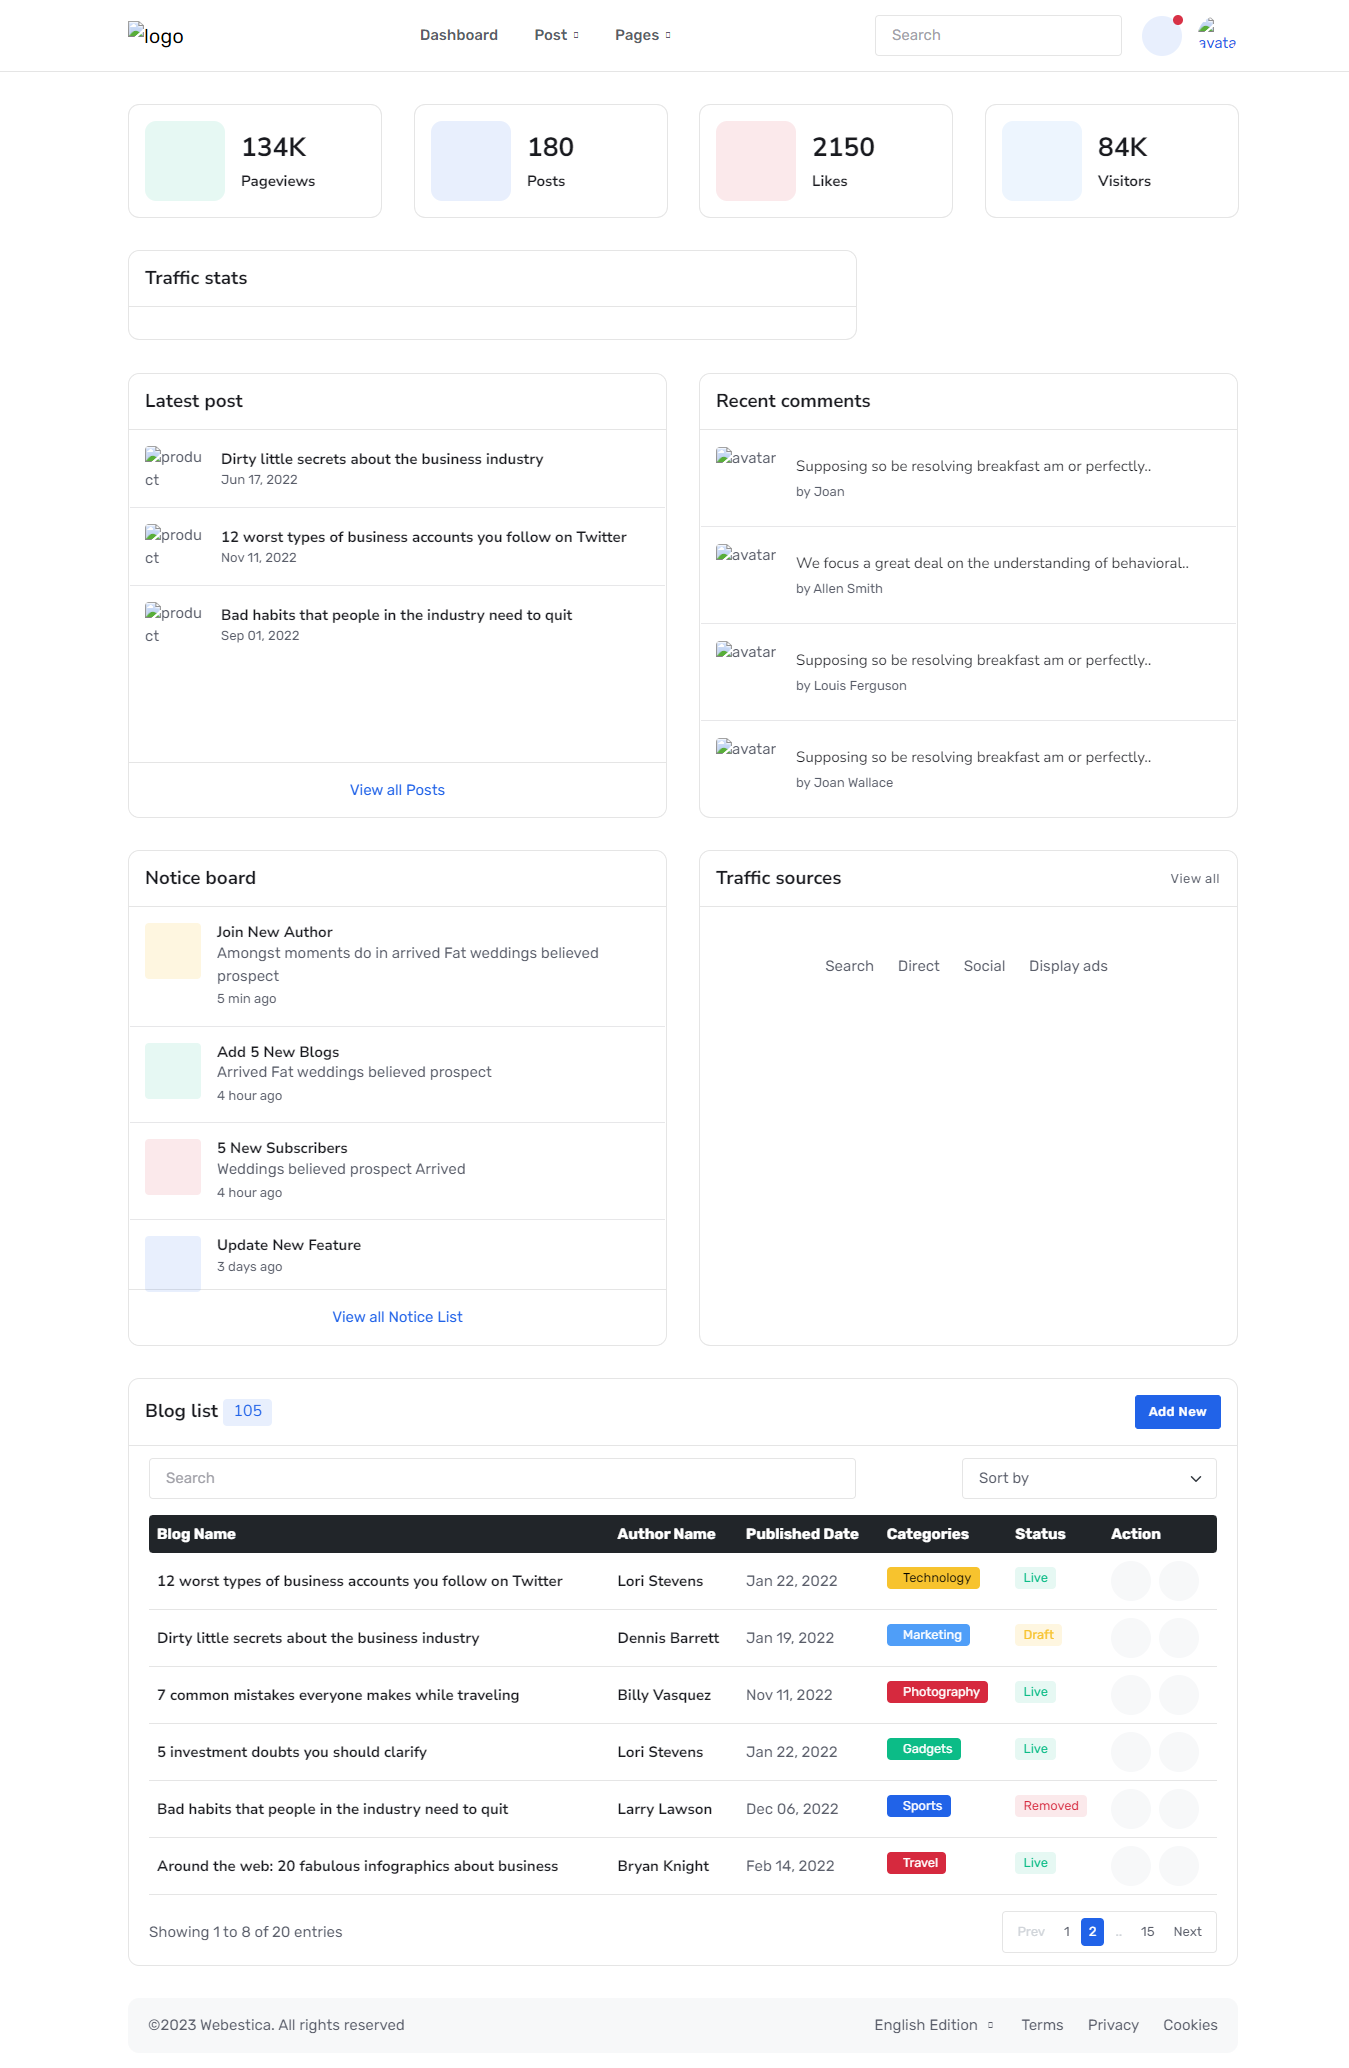 logo
Dashboard Post Pages
Search
avata
134K
Pageviews
180
Posts
2150
Likes
84K
Visitors
Traffic stats
Latest post
produ
ct
Dirty little secrets about the business industry
Jun 17, 2022
produ
ct
12 worst types of business accounts you follow on Twitter
Nov 11, 2022
produ
ct
Bad habits that people in the industry need to quit
Sep 01, 2022
View all Posts
Recent comments
avatar
Supposing so be resolving breakfast am or perfectly..
by Joan
avatar
We focus a great deal on the understanding of behavioral..
by Allen Smith
avatar
Supposing so be resolving breakfast am or perfectly..
by Louis Ferguson
avatar
Supposing so be resolving breakfast am or perfectly..
by Joan Wallace
Notice board
Join New Author
Amongst moments do in arrived Fat weddings believed
prospect
5 min ago
Add 5 New Blogs
Arrived Fat weddings believed prospect
4 hour ago
5 New Subscribers
Weddings believed prospect Arrived
4 hour ago
Update New Feature
3 days ago
View all Notice List
Traffic sources
View all
Search Direct Social Display ads
Blog list 105
Add New
Search
Sort by
Blog Name Author Name Published Date Categories Status Action
12 worst types of business accounts you follow on Twitter Lori Stevens Jan 22, 2022 Technology Live
Dirty little secrets about the business industry Dennis Barrett Jan 19, 2022 Marketing Draft
7 common mistakes everyone makes while traveling Billy Vasquez Nov 11, 2022 Photography Live
5 investment doubts you should clarify Lori Stevens Jan 22, 2022 Gadgets Live
Bad habits that people in the industry need to quit Larry Lawson Dec 06, 2022 Sports Removed
Around the web: 20 fabulous infographics about business Bryan Knight Feb 14, 2022 Travel Live
Showing 1 to 8 of 20 entries
Prev 1 2 .. 15 Next
©2023 Webestica. All rights reserved
English Edition Terms Privacy Cookies